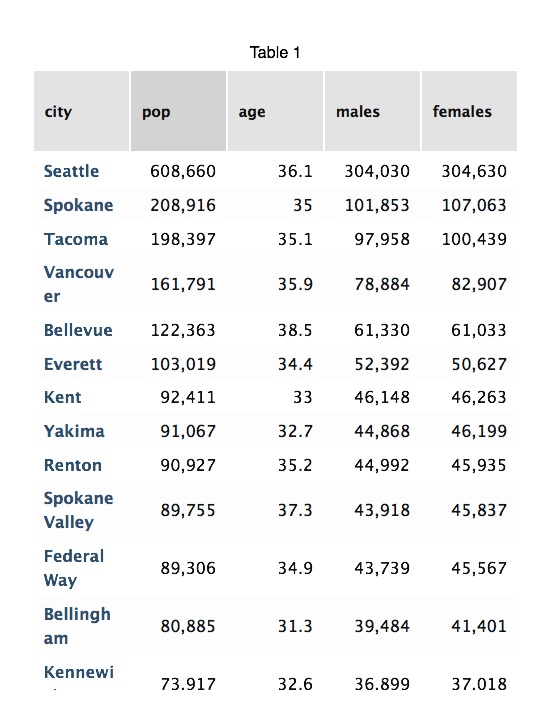 Table 1
city pop age males females
Seattle 608,660 36.1 304,030 304,630
Spokane 208,916 35 101,853 107,063
Tacoma 198,397 35.1 97,958 100,439
Vancouv
er 161,791 35.9 78,884 82,907
Bellevue 122,363 38.5 61,330 61,033
Everett 103,019 34.4 52,392 50,627
Kent 92,411 33 46,148 46,263
Yakima 91,067 32.7 44,868 46,199
Renton 90,927 35.2 44,992 45,935
Spokane
Valley 89,755 37.3 43,918 45,837
Federal
Way 89,306 34.9 43,739 45,567
Bellingh
am 80,885 31.3 39,484 41,401
Kennewi
73,917 32.6 36,899 37,018